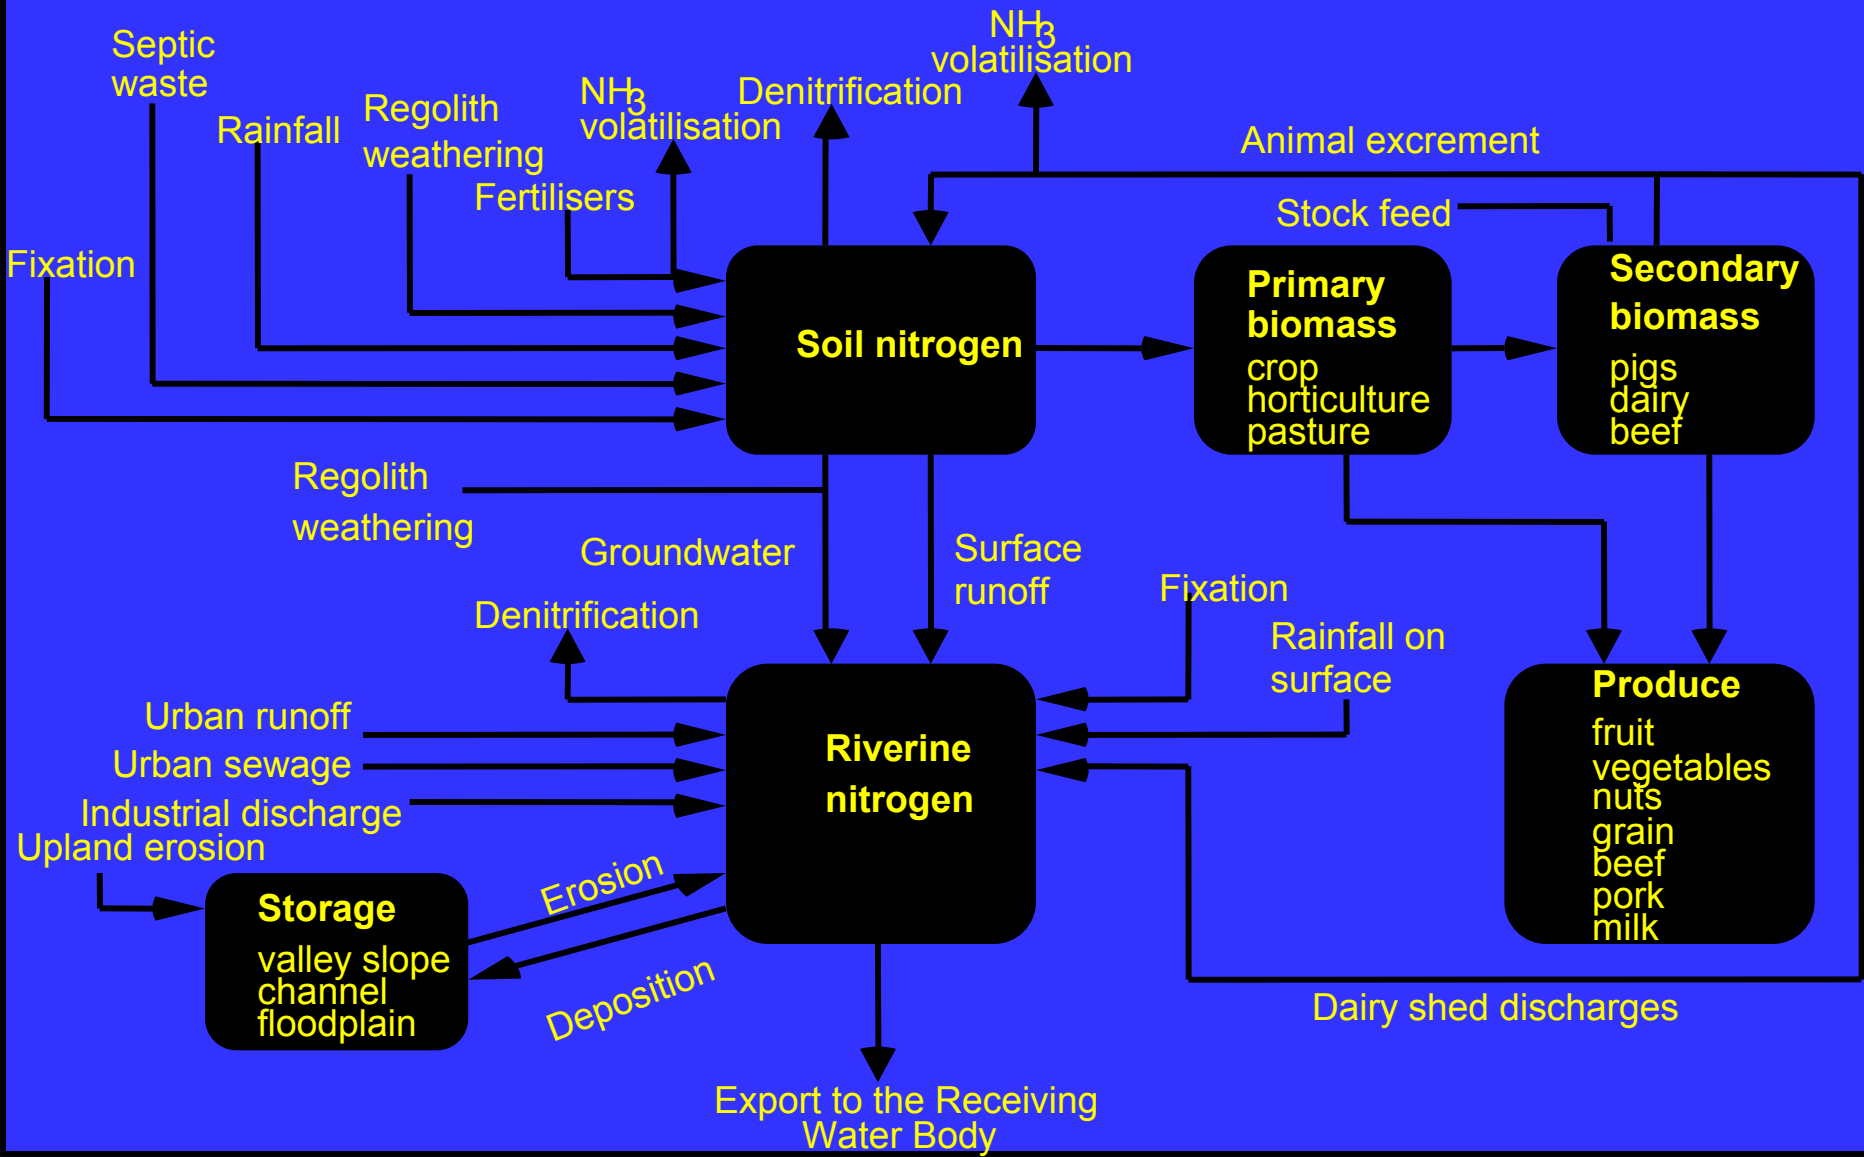 NH3
volatilisation
Septic
waste
Rainfall
Regolith
weathering
NH3
volatilisation
Denitrification
Fertilisers
Animal excrement
Stock feed
Fixation
Soil nitrogen
Primary
biomass
crop
horticulture
pasture
Secondary
biomass
pigs
dairy
beef
Regolith
weathering
Groundwater
Surface
runoff
Denitrification
Fixation
Rainfall on
surface
Urban runoff
Urban sewage
Industrial discharge
Upland erosion
Riverine
nitrogen
Produce
fruit
vegetables
nuts
grain
beef
pork
milk
Storage
valley slope
channel
floodplain
Erosion
Deposition
Dairy shed discharges
Export to the Receiving
Water Body